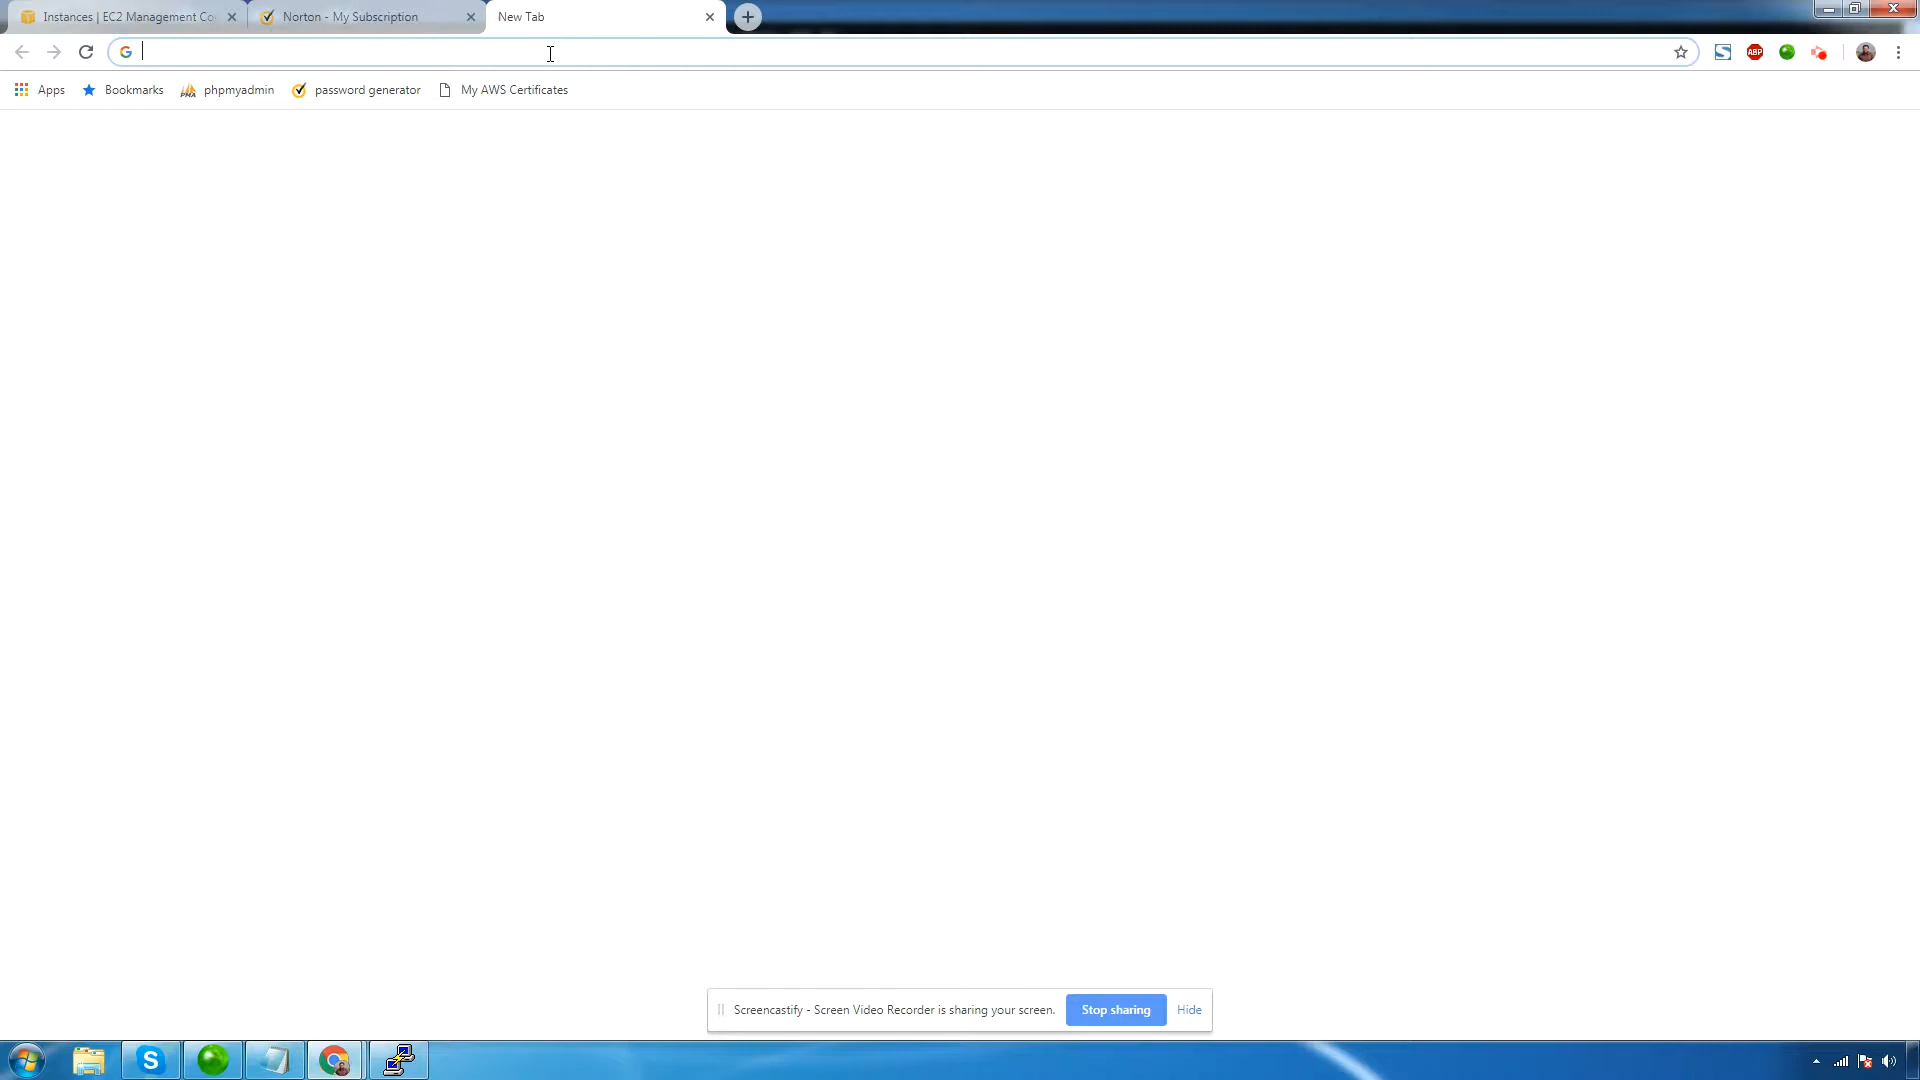 Instances | EC2 Management Co
Norton - My Subscription
New Tab
Apps
Bookmarks
phpmyadmin
password generator
My AWS Certificates
ABP
Screencastify - Screen Video Recorder is sharing your screen.
Stop sharing
Hide